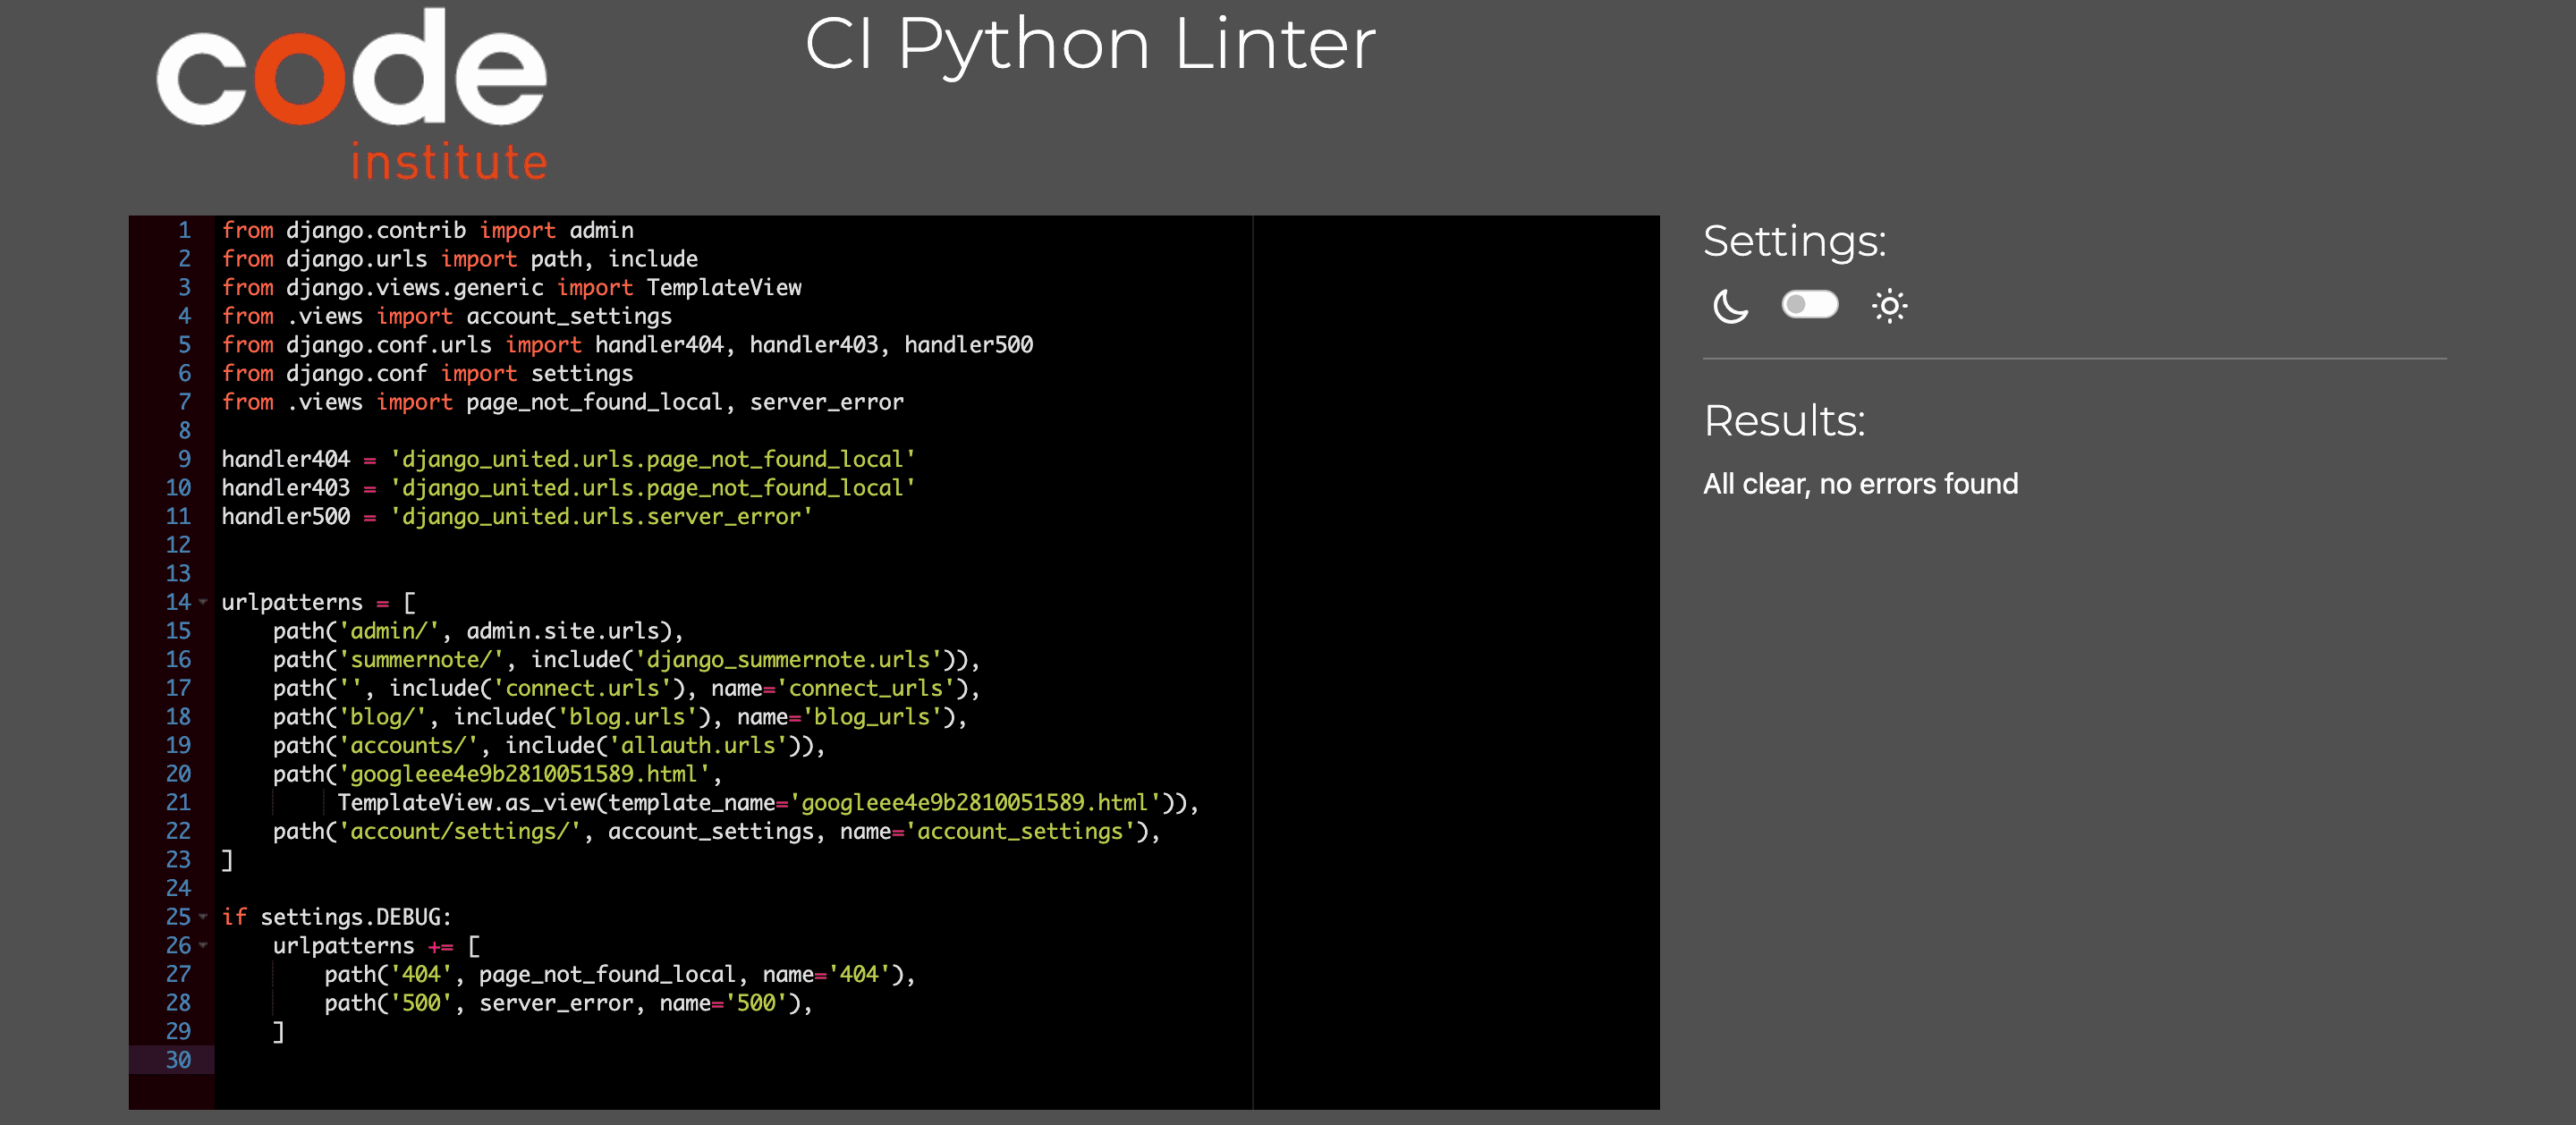 code
institute
CI Python Linter
1 from django.contrib import admin
2 from django.urls import path, include
3 from django.views.generic import TemplateView
4 from .views import account_settings
5 from django.conf.urls import handler404, handler403, handler500
6 from django.conf import settings
7 from .views import page_not_found_local, server_error
8
9 handler404 = 'django_united.urls.page_not_found_local'
10 handler403 = 'django_united.urls.page_not_found_local'
11 handler500 = 'django_united.urls.server_error'
12
13
14 urlpatterns = [
15     path('admin/', admin.site.urls),
16     path('summernote/', include('django_summernote.urls')),
17     path('', include('connect.urls'), name='connect_urls'),
18     path('blog/', include('blog.urls'), name='blog_urls'),
19     path('accounts/', include('allauth.urls')),
20     path('googleee4e9b2810051589.html',
21          TemplateView.as_view(template_name='googleee4e9b2810051589.html')),
22     path('account/settings/', account_settings, name='account_settings'),
23 ]
24
25 if settings.DEBUG:
26     urlpatterns += [
27         path('404', page_not_found_local, name='404'),
28         path('500', server_error, name='500'),
29     ]
30
Settings:
Results:
All clear, no errors found